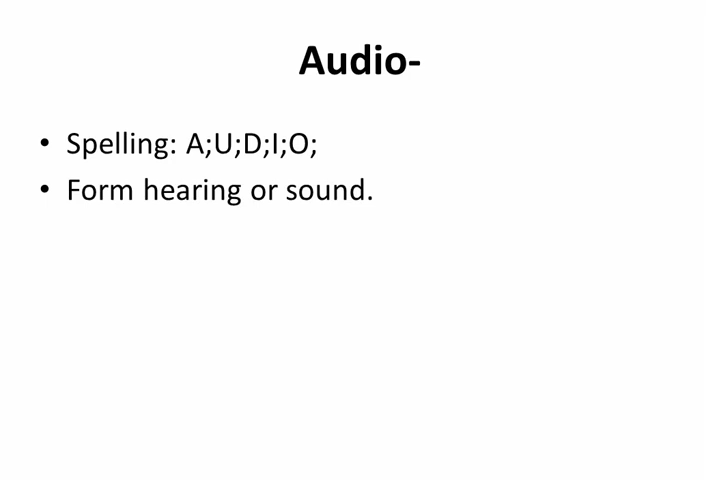 Audio-
• Spelling: A;U;D;I;O;
• Form hearing or sound.